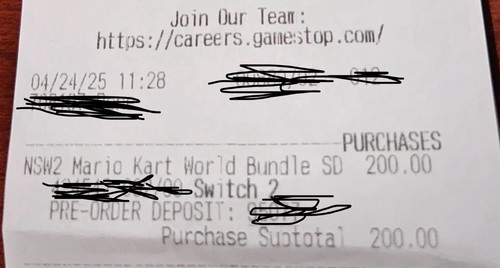 Join Our Team:
https://careers.gamestop.com/
04/24/25 11:28
PURCHASES
NSW2 Mario Kart World Bundle SD 200.00
Switch 2
PRE-ORDER DEPOSIT:
Purchase Subtotal 200.00